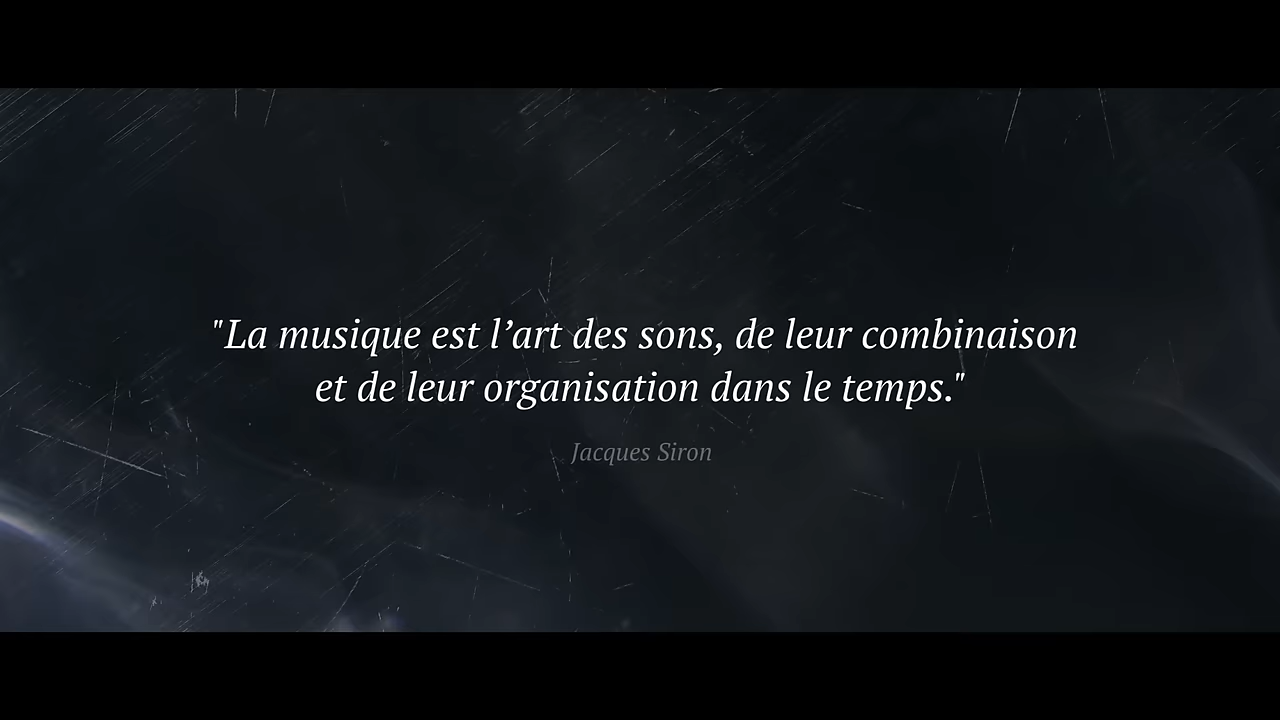 "La musique est l’art des sons, de leur combinaison
et de leur organisation dans le temps."
Jacques Siron